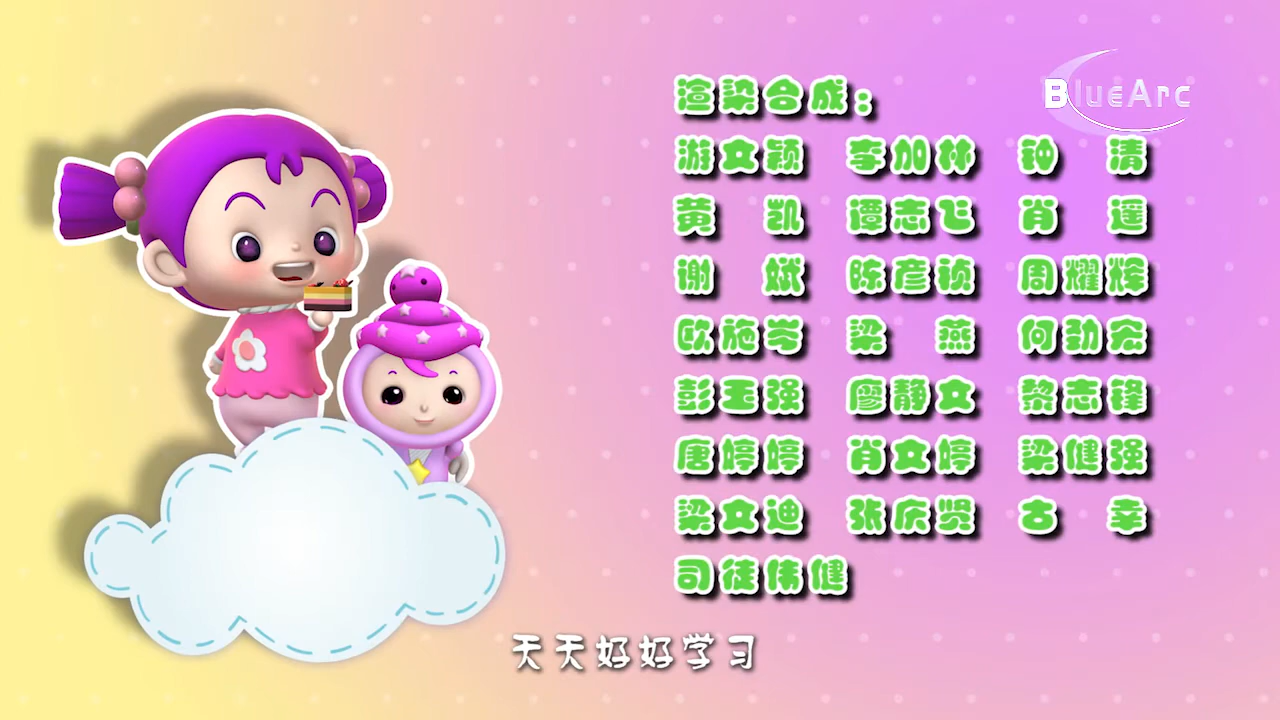 渲染合成：
BlueArc
游文颖 李加林 钟 清
黄 凯 谭志飞 肖 遥
谢 斌 陈彦祯 周耀辉
欧施岑 梁 燕 何劲宏
彭玉强 廖静文 黎志锋
唐婷婷 肖文婷 梁健强
梁文迪 张庆贤 古 幸
司徒伟健
天天好好学习